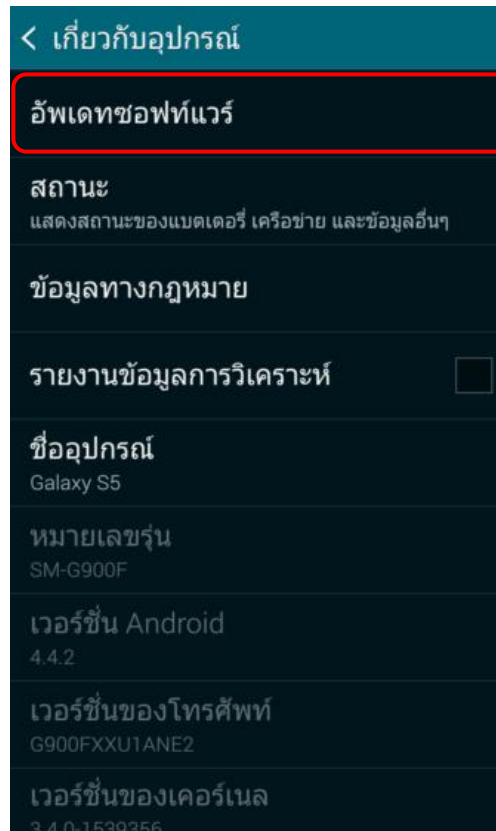 < เกี่ยวกับอุปกรณ์
อัพเดทซอฟท์แวร์
สถานะ
แสดงสถานะของแบตเตอรี่ เครือข่าย และข้อมูลอื่นๆ
ข้อมูลทางกฎหมาย
รายงานข้อมูลการวิเคราะห์
ชื่ออุปกรณ์
Galaxy S5
หมายเลขรุ่น
SM-G900F
เวอร์ชั่น Android
4.4.2
เวอร์ชั่นของโทรศัพท์
G900FXXU1ANE2
เวอร์ชั่นของเคอร์เนล
3.4.0-1539356